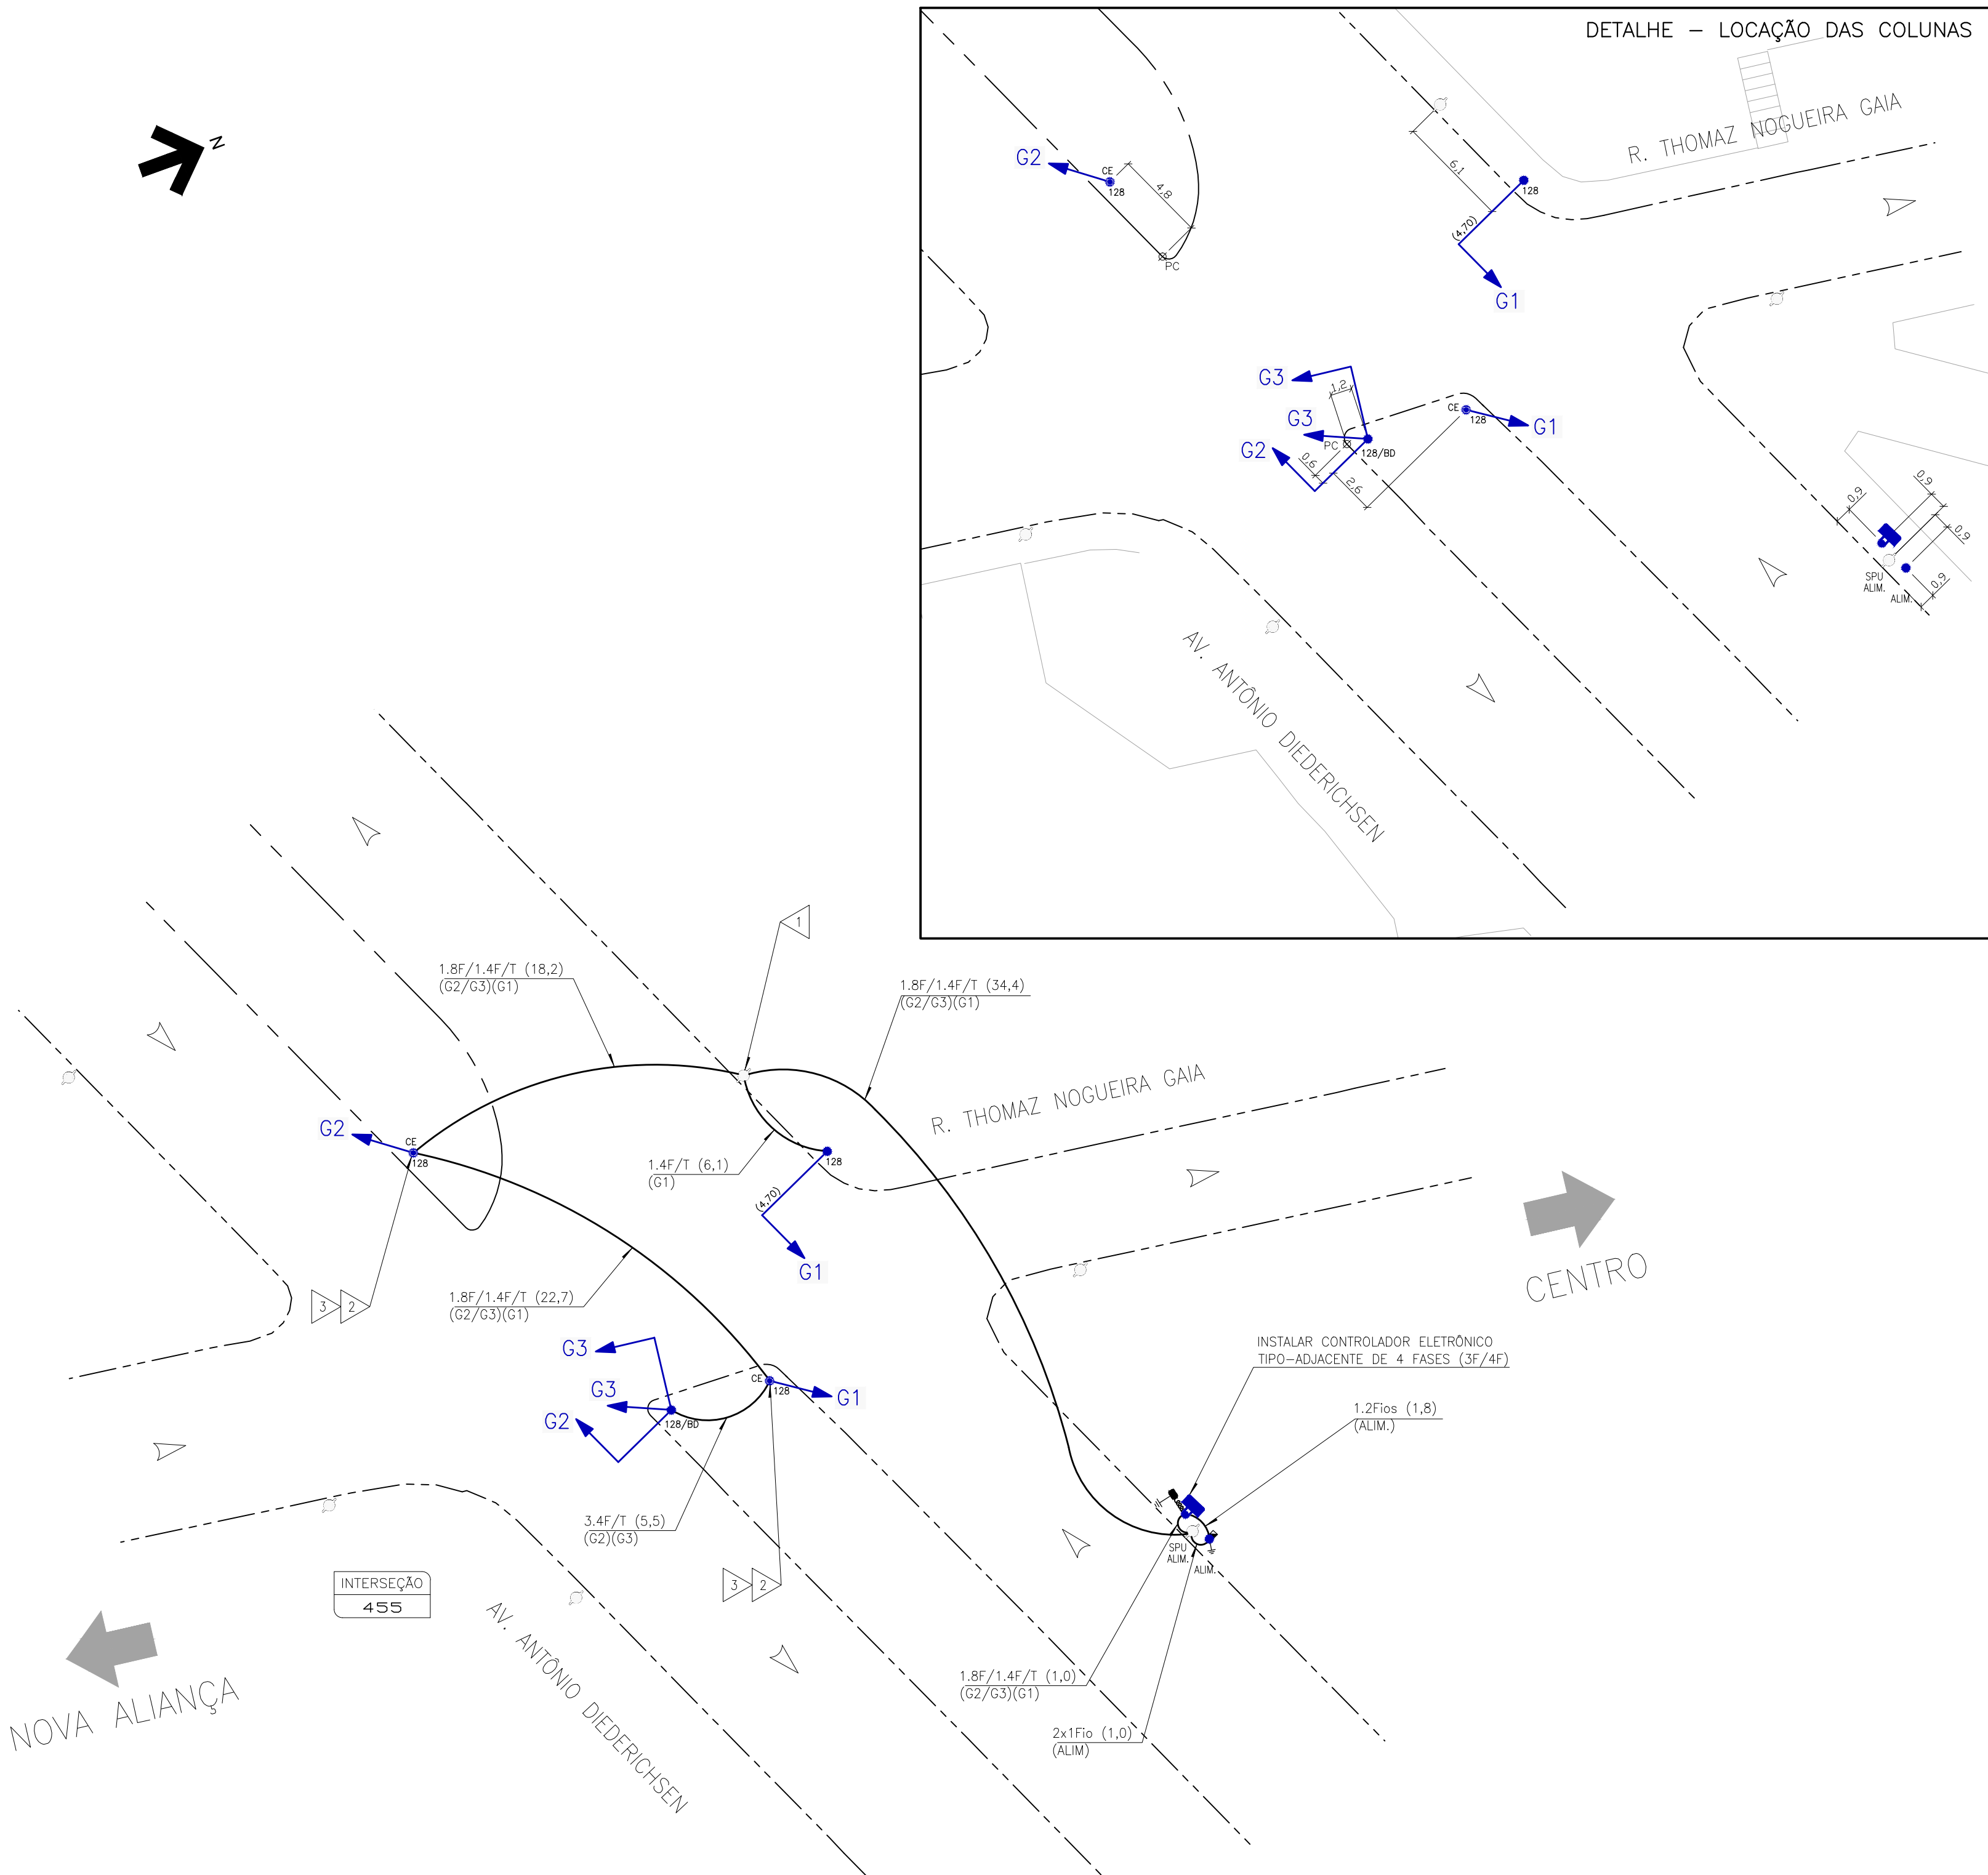 DETALHE - LOCAÇÃO DAS COLUNAS
R. THOMAZ NOGUEIRA GAIA
N
G2
CE
128
4,8
PC
6,1
128
(4,70)
G1
G3
1,2
G3
G2
PC
128/BD
0,6
2,6
CE
128
G1
0,9
0,9
0,9
0,9
SPU
ALIM.
ALIM.
AV. ANTÔNIO DIEDERICHSEN
1
1.8F/1.4F/T (18,2)
(G2/G3)(G1)
1.8F/1.4F/T (34,4)
(G2/G3)(G1)
R. THOMAZ NOGUEIRA GAIA
G2
CE
128
1.4F/T (6,1)
(G1)
128
(4,70)
G1
3
2
1.8F/1.4F/T (22,7)
(G2/G3)(G1)
CENTRO
G3
G3
G2
128/BD
CE
128
G1
INSTALAR CONTROLADOR ELETRÔNICO
TIPO-ADJACENTE DE 4 FASES (3F/4F)
1.2Fios (1,8)
(ALIM.)
3.4F/T (5,5)
(G2)(G3)
SPU
ALIM.
ALIM.
3
2
INTERSEÇÃO
455
AV. ANTÔNIO DIEDERICHSEN
NOVA ALIANÇA
1.8F/1.4F/T (1,0)
(G2/G3)(G1)
2x1Fio (1,0)
(ALIM)